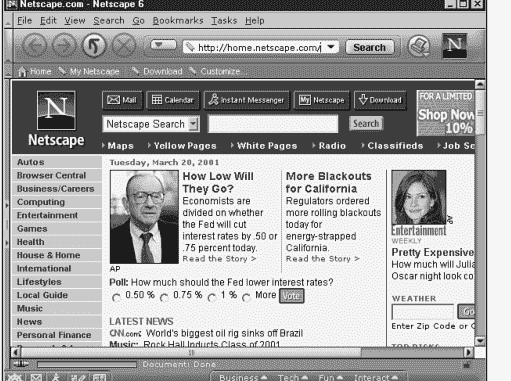 Netscape.com - Netscape 6
File Edit View Search Go Bookmarks Tasks Help
http://home.netscape.com/ Search N
Home My Netscape Download Customize...
N
Netscape
Mail Calendar Instant Messenger My Netscape Download
Netscape Search Search
Maps Yellow Pages White Pages Radio Classifieds Job Se
FOR A LIMITED
Shop Now
10%
Autos
Browser Central
Business/Careers
Computing
Entertainment
Games
Health
House & Home
International
Lifestyles
Local Guide
Music
News
Personal Finance
Tuesday, March 20, 2001
AP
How Low Will
They Go?
Economists are
divided on whether
the Fed will cut
interest rates by .50 or
.75 percent today.
Read the Story >
More Blackouts
for California
Regulators ordered
more rolling blackouts
today for
energy-strapped
California.
Read the Story >
Poll: How much should the Fed lower interest rates?
0.50 % 0.75 % 1 % More Vote
LATEST NEWS
CNN.com: World's biggest oil rig sinks off Brazil
Music: Rock Hall Inducts Class of 2001
Entertainment
WEEKLY
Pretty Expensive
How much will Julia
Oscar night look co
WEATHER
Go
Enter Zip Code or C
Document: Done
Business Tech Fun Interact